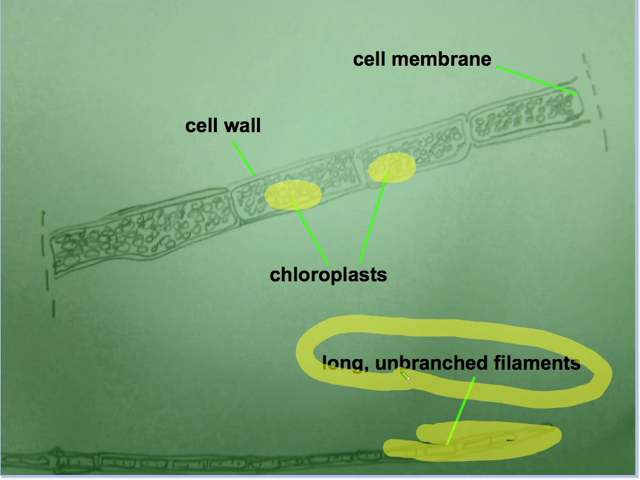 cell membrane
cell wall
chloroplasts
long, unbranched filaments